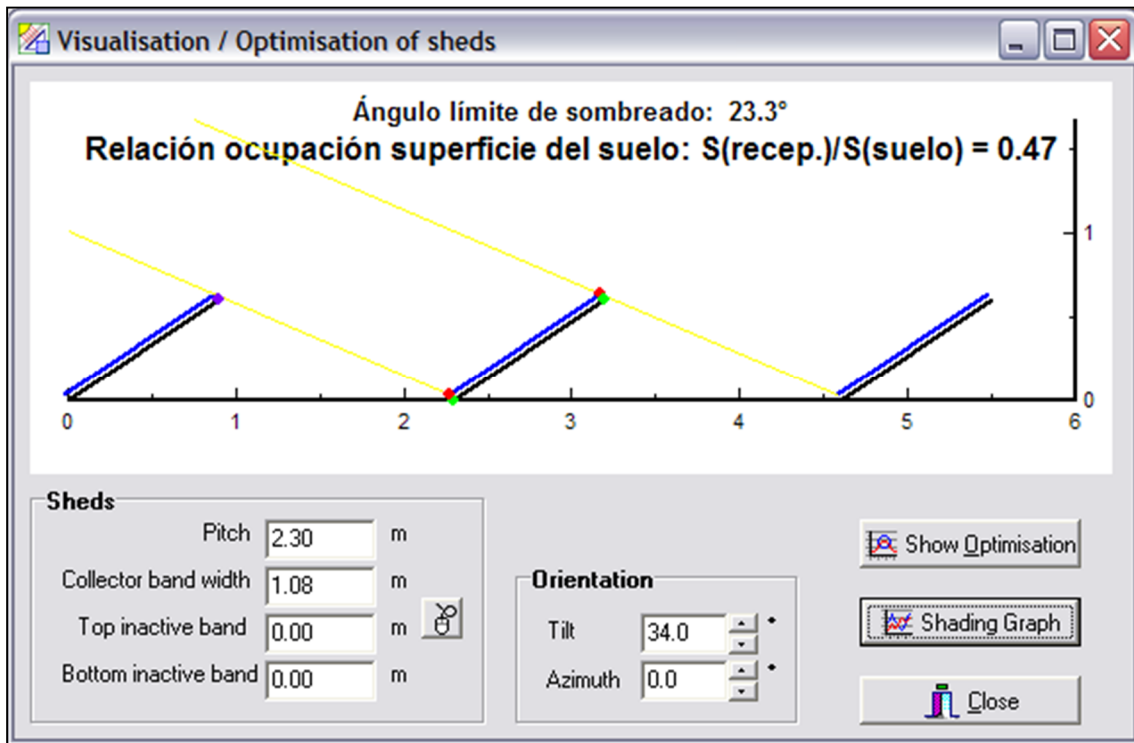 Visualisation / Optimisation of sheds
Ángulo límite de sombreado: 23.3°
Relación ocupación superficie del suelo: S(recep.)/S(suelo) = 0.47
1
0
0 1 2 3 4 5 6
Sheds
Pitch 2.30 m
Collector band width 1.08 m
Top inactive band 0.00 m
Bottom inactive band 0.00 m
Orientation
Tilt 34.0 °
Azimuth 0.0 °
Show Optimisation
Shading Graph
Close